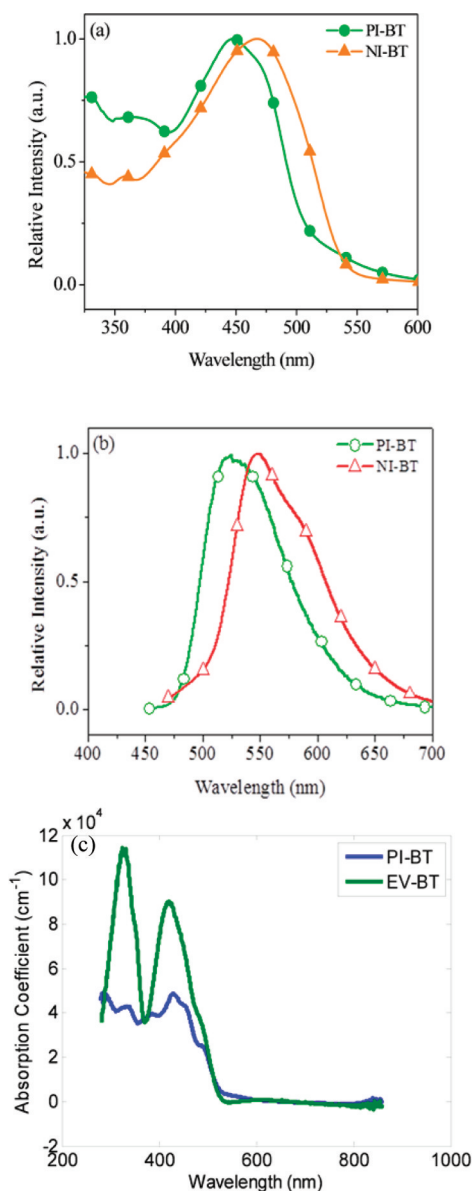 (a)
PI-BT
NI-BT
1.0
0.5
0.0
Relative Intensity (a.u.)
350 400 450 500 550 600
Wavelength (nm)
(b)
PI-BT
NI-BT
1.0
0.5
0.0
Relative Intensity (a.u.)
400 450 500 550 600 650 700
Wavelength (nm)
x 10^4
(c)
PI-BT
EV-BT
12
10
8
6
4
2
0
-2
Absorption Coefficient (cm^-1)
200 400 600 800 1000
Wavelength (nm)